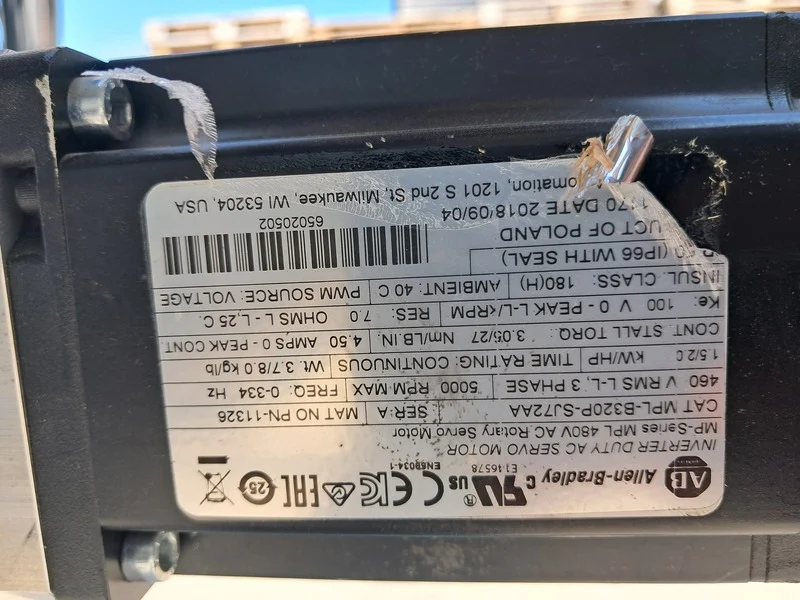 AB
Allen-Bradley
c UL US ®
E146578
EN60034-1
CE
EAC
25
INVERTER DUTY AC SERVO MOTOR
MP-Series MPL 480V AC Rotary Servo Motor
CAT MPL-B320P-SJ72AA SER:A MAT NO PN-11326
460 V RMS L-L, 3 PHASE 5000 RPM MAX FREQ: 0-334 Hz
1.5/2.0 kW/HP TIME RATING: CONTINUOUS Wt. 3.7/8.0 kg/lb
CONT. STALL TORQ 3.05/27 Nm/LB.IN. 4.50 AMPS 0-PEAK CONT
Ke: 100 V 0 - PEAK L-L/KRPM RES: 7.0 OHMS L - L, 25 C.
INSUL. CLASS: 180(H) AMBIENT: 40 C PWM SOURCE: VOLTAGE
(IP66 WITH SEAL)
UCT OF POLAND
DATE 2018/09/04
omation, 1201 S 2nd St, Milwaukee, WI 53204, USA
65020502